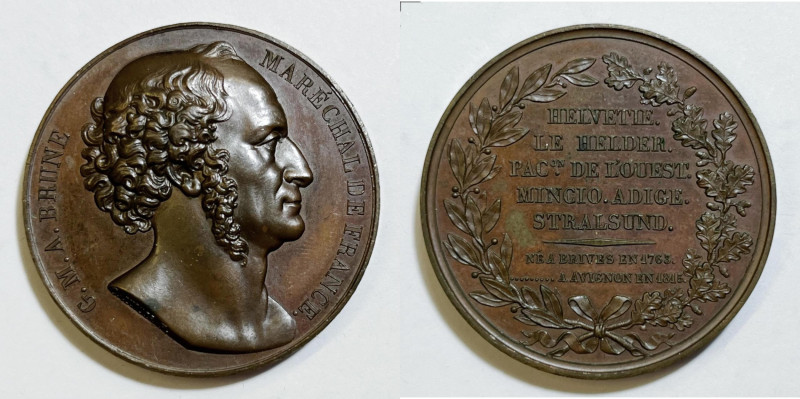 G. M. A. BRUNE
MARÉCHAL DE FRANCE.
HELVETIE.
LE HELDER.
PAC.ON DE L'OUEST.
MINCIO. ADIGE.
STRALSUND.
NÉ A BRIVES EN 1763.
......... A AVIGNON EN 1815.